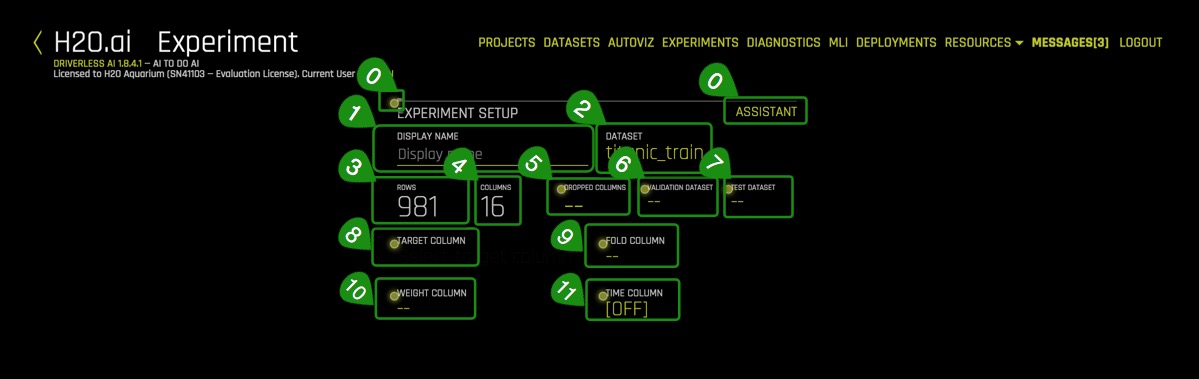 H2O.ai Experiment
PROJECTS DATASETS AUTOVIZ EXPERIMENTS DIAGNOSTICS MLI DEPLOYMENTS RESOURCES MESSAGES[3] LOGOUT
DRIVERLESS AI 1.8.4.1 – AI TO DO AI
Licensed to H2O Aquarium (SN41103 – Evaluation License). Current User
0
0
1
EXPERIMENT SETUP
2
ASSISTANT
DISPLAY NAME
DATASET
Display name
titanic_train
3
4
5
6
7
ROWS
COLUMNS
DROPPED COLUMNS
VALIDATION DATASET
TEST DATASET
981
16
--
--
--
8
TARGET COLUMN
9
FOLD COLUMN
--
10
WEIGHT COLUMN
--
11
TIME COLUMN
[OFF]